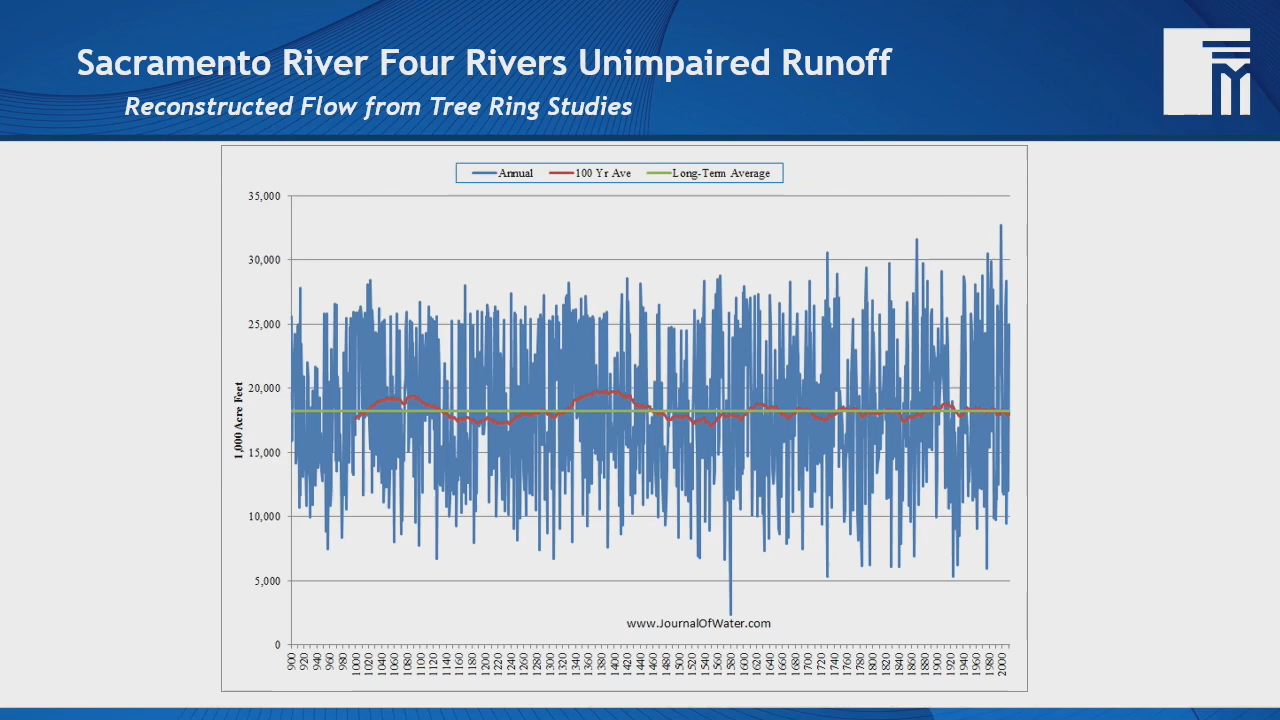 Sacramento River Four Rivers Unimpaired Runoff
Reconstructed Flow from Tree Ring Studies
Annual 100 Yr Ave Long-Term Average
35,000
30,000
25,000
20,000
15,000
10,000
5,000
0
1,000 Acre Feet
www.JournalOfWater.com
900 920 940 960 980 1000 1020 1040 1060 1080 1100 1120 1140 1160 1180 1200 1220 1240 1260 1280 1300 1320 1340 1360 1380 1400 1420 1440 1460 1480 1500 1520 1540 1560 1580 1600 1620 1640 1660 1680 1700 1720 1740 1760 1780 1800 1820 1840 1860 1880 1900 1920 1940 1960 1980 2000